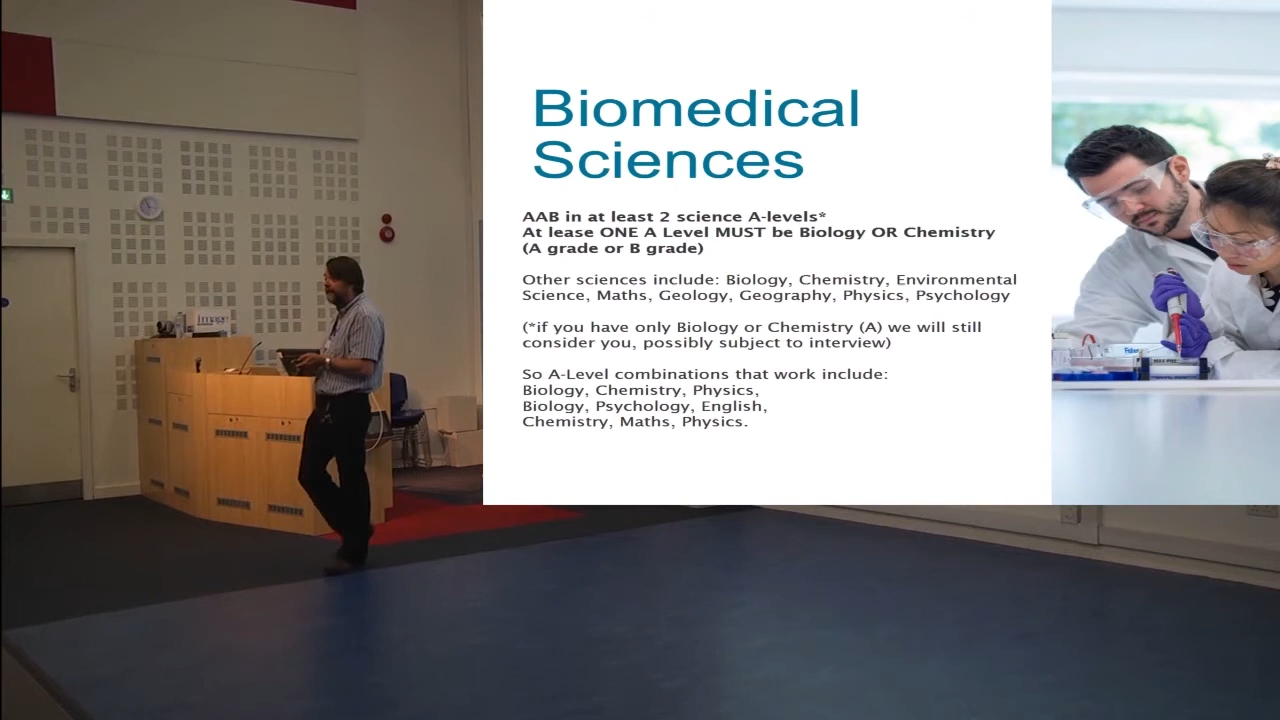 Biomedical
Sciences
AAB in at least 2 science A-levels*
At lease ONE A Level MUST be Biology OR Chemistry
(A grade or B grade)
Other sciences include: Biology, Chemistry, Environmental
Science, Maths, Geology, Geography, Physics, Psychology
(*if you have only Biology or Chemistry (A) we will still
consider you, possibly subject to interview)
So A-Level combinations that work include:
Biology, Chemistry, Physics,
Biology, Psychology, English,
Chemistry, Maths, Physics.
image